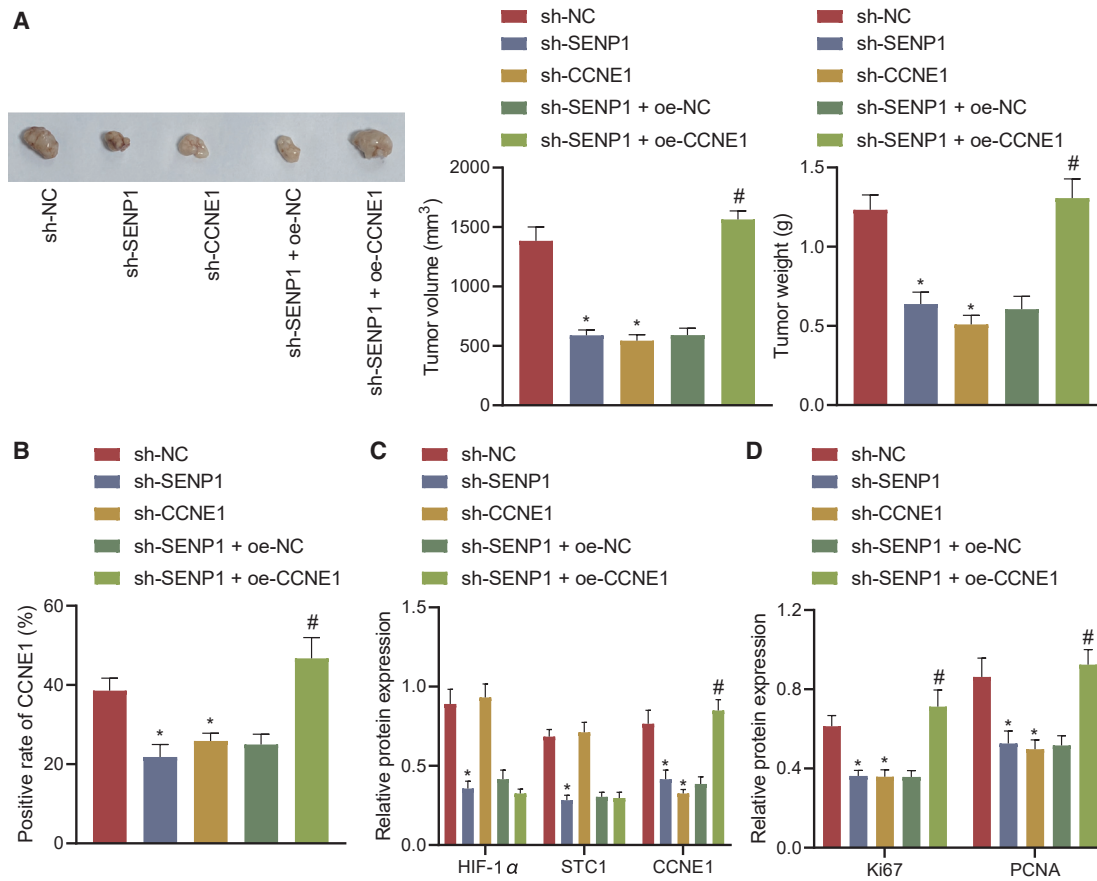 A
sh-NC
sh-SENP1
sh-CCNE1
sh-SENP1 + oe-NC
sh-SENP1 + oe-CCNE1
sh-NC
sh-SENP1
sh-CCNE1
sh-SENP1 + oe-NC
sh-SENP1 + oe-CCNE1
Tumor volume (mm³)
2000
1500
1000
500
0
*
*
#
sh-NC
sh-SENP1
sh-CCNE1
sh-SENP1 + oe-NC
sh-SENP1 + oe-CCNE1
Tumor weight (g)
1.5
1.0
0.5
0.0
*
*
#
B
sh-NC
sh-SENP1
sh-CCNE1
sh-SENP1 + oe-NC
sh-SENP1 + oe-CCNE1
Positive rate of CCNE1 (%)
60
40
20
0
*
*
#
C
sh-NC
sh-SENP1
sh-CCNE1
sh-SENP1 + oe-NC
sh-SENP1 + oe-CCNE1
Relative protein expression
1.5
1.0
0.5
0.0
*
*
*
*
#
HIF-1 α
STC1
CCNE1
D
sh-NC
sh-SENP1
sh-CCNE1
sh-SENP1 + oe-NC
sh-SENP1 + oe-CCNE1
Relative protein expression
1.2
0.8
0.4
0.0
*
*
#
*
*
#
Ki67
PCNA